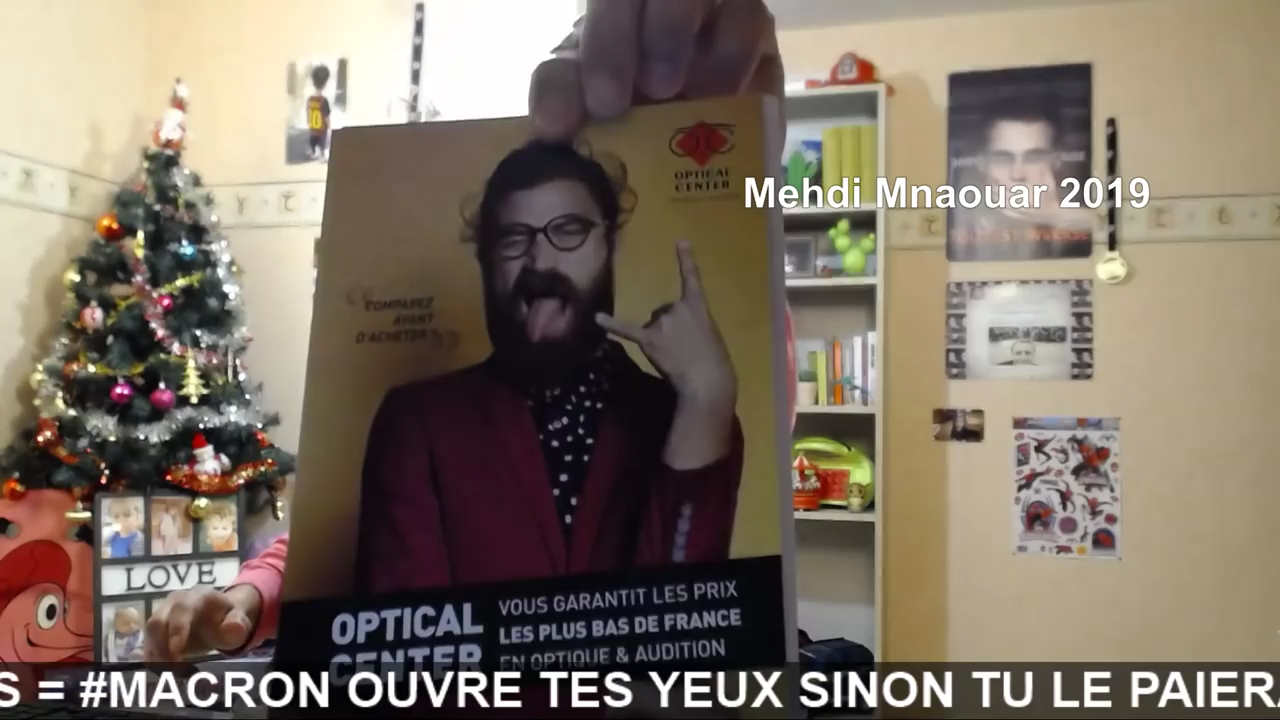 OPTICAL
CENTER
Mehdi Mnaouar 2019
COMPAREZ
AVANT
D'ACHETER
LOVE
OPTICAL
CENTER
VOUS GARANTIT LES PRIX
LES PLUS BAS DE FRANCE
EN OPTIQUE & AUDITION
S = #MACRON OUVRE TES YEUX SINON TU LE PAIERA